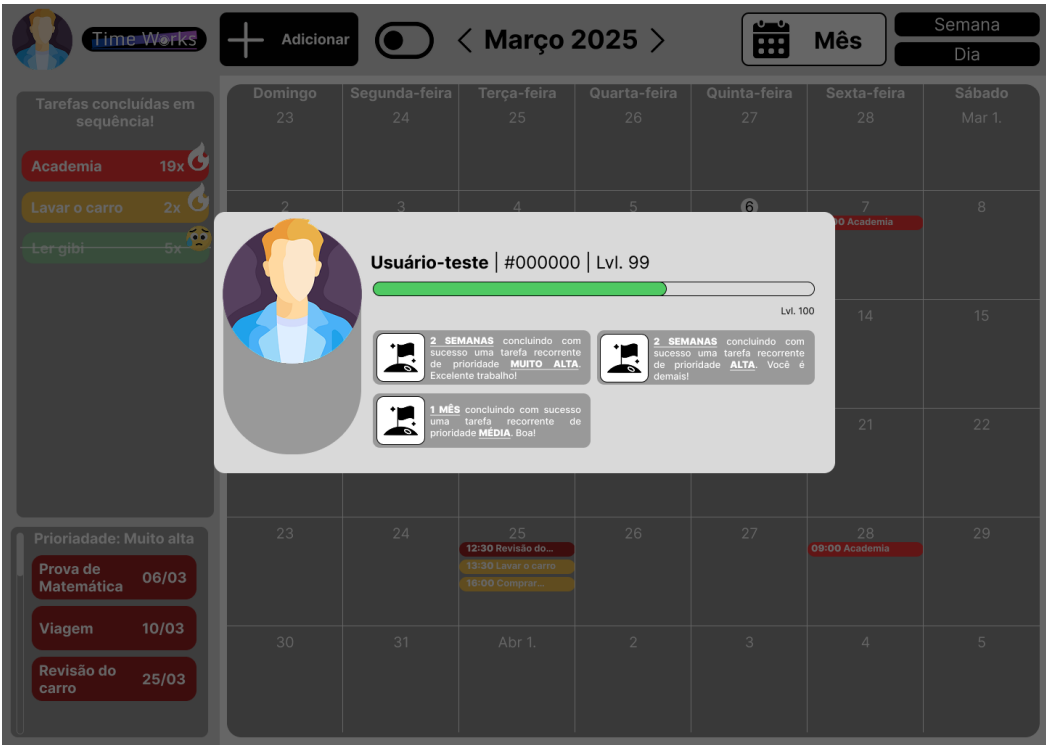 Time Works
Adicionar
Março 2025
Mês
Semana
Dia
Tarefas concluídas em
sequência!
Academia 19x
Lavar o carro 2x
Ler gibi 5x
Prioriadade: Muito alta
Prova de
Matemática 06/03
Viagem 10/03
Revisão do
carro 25/03
Domingo Segunda-feira Terça-feira Quarta-feira Quinta-feira Sexta-feira Sábado
23 24 25 26 27 28 Mar 1.
2 3 4 5 6 7 8
00 Academia
Usuário-teste | #000000 | Lvl. 99
Lvl. 100
2 SEMANAS concluindo com
sucesso uma tarefa recorrente
de prioridade MUITO ALTA.
Excelente trabalho!
2 SEMANAS concluindo com
sucesso uma tarefa recorrente
de prioridade ALTA. Você é
demais!
1 MÊS concluindo com sucesso
uma tarefa recorrente de
prioridade MÉDIA. Boa!
14 15
21 22
23 24 25 26 27 28 29
12:30 Revisão do...
13:30 Lavar o carro
16:00 Comprar...
09:00 Academia
30 31 Abr 1. 2 3 4 5